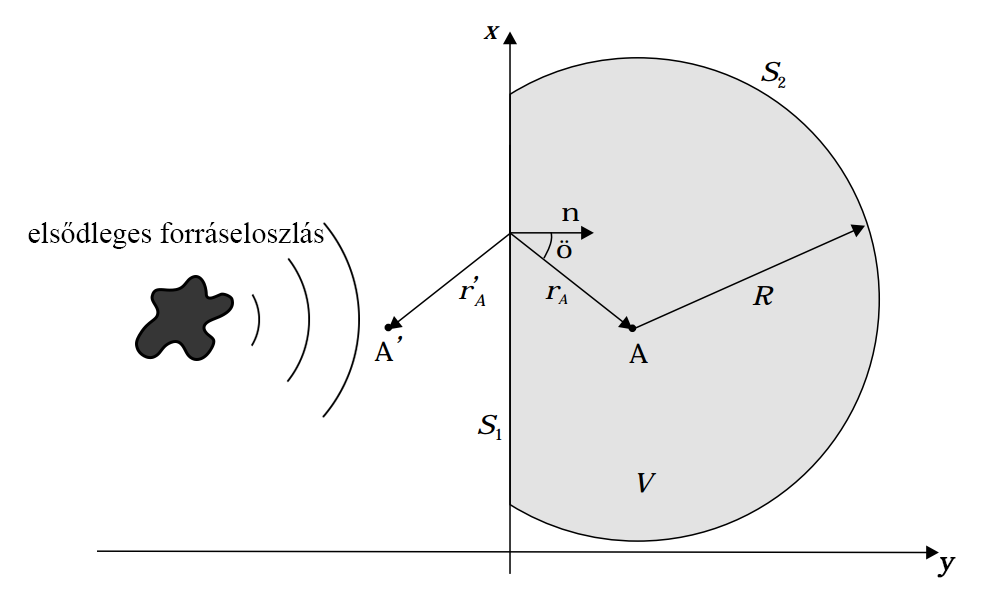 x
S₂
n
elsődleges forráseloszlás
ö
r'A
rA
R
A'
A
S₁
V
y